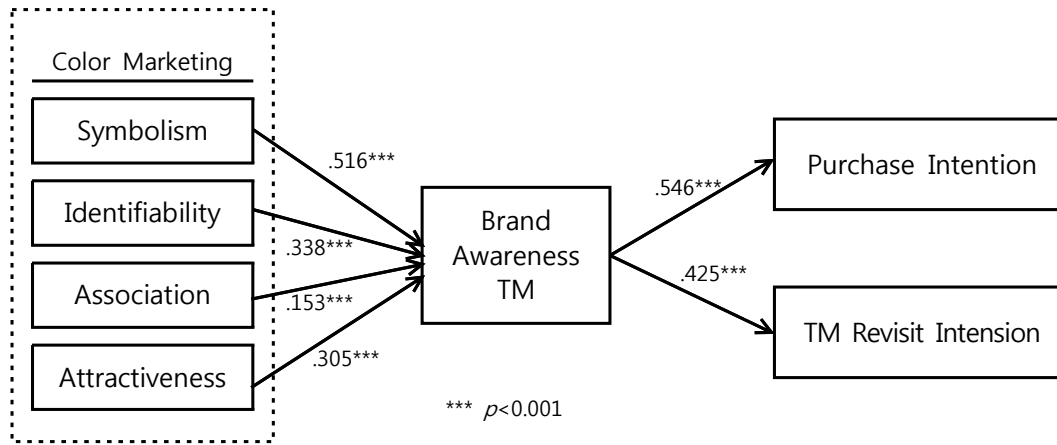 Color Marketing
Symbolism
Identifiability
Association
Attractiveness
.516***
.338***
.153***
.305***
Brand
Awareness
TM
.546***
.425***
Purchase Intention
TM Revisit Intension
*** p<0.001